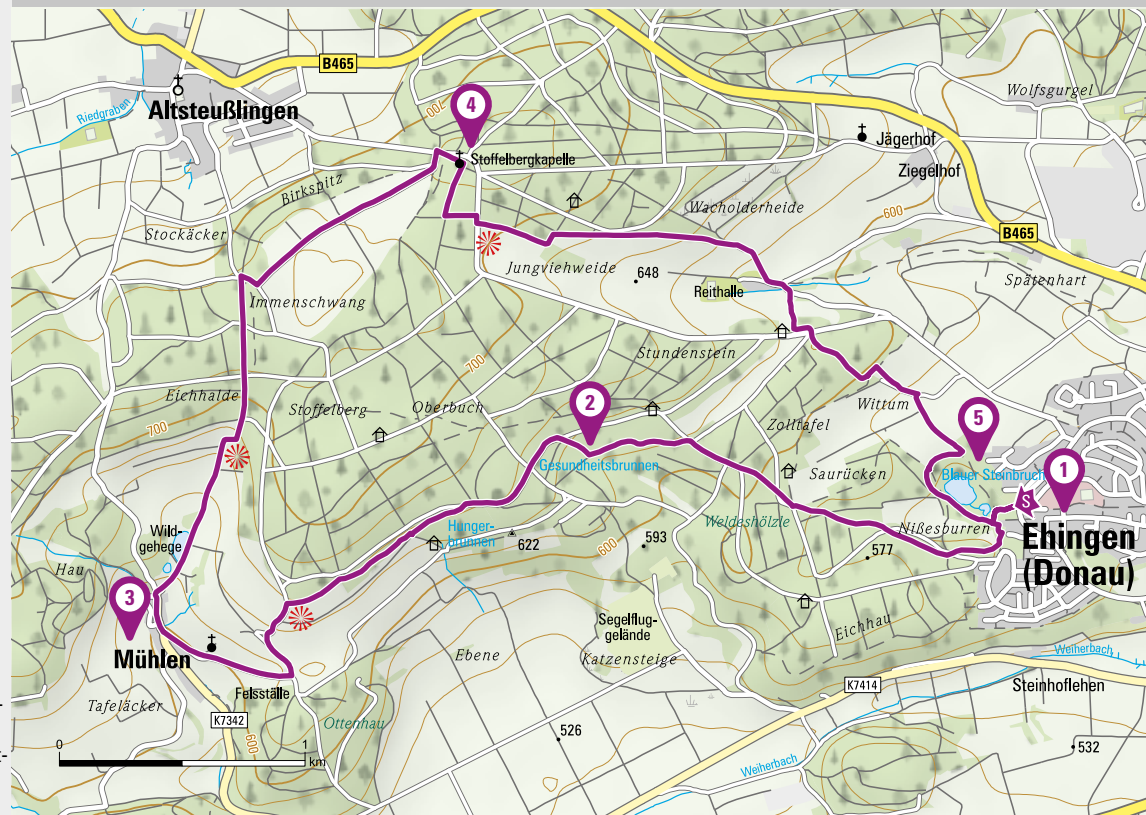 B465
Altsteußlingen
Riedgraben
700
4
Stoffelbergkapelle
Birkspitz
Stockäcker
Wolfsgurgel
Jägerhof
Ziegelhof
Wacholderheide
600
B465
Spätenhart
Jungviehweide
648
Reithalle
Immenschwang
Stundenstein
700
Eichhalde
Stoffelberg
Oberbuch
700
2
Gesundheitsbrunnen
Zolltafel
Wittum
5
Saurücken
Blauer Steinbruch
1
S
Nißesburren
Ehingen
(Donau)
Weldeshölzle
Hunger-
brunnen
622
593
600
577
Wild-
gehege
Hau
3
Mühlen
Segelflug-
gelände
Katzensteige
Eichhau
Ebene
Weiherbach
Steinhoflehen
K7414
Felsställe
Tafeläcker
K7342
600
Ottenhau
526
532
Weiherbach
0
1
km
-
t-